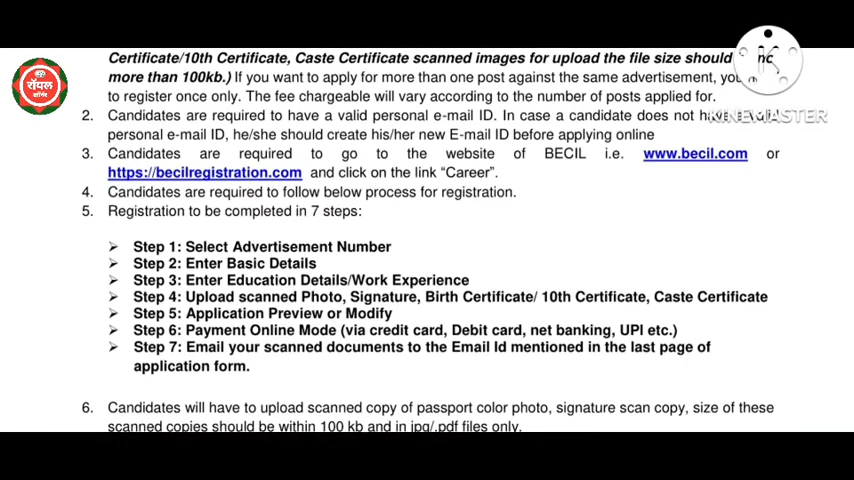 Certificate/10th Certificate, Caste Certificate scanned images for upload the file size should
more than 100kb.) If you want to apply for more than one post against the same advertisement,
to register once only. The fee chargeable will vary according to the number of posts applied for.
2. Candidates are required to have a valid personal e-mail ID. In case a candidate does not have a valid
personal e-mail ID, he/she should create his/her new E-mail ID before applying online
3. Candidates are required to go to the website of BECIL i.e. www.becil.com or
https://becilregistration.com and click on the link “Career”.
4. Candidates are required to follow below process for registration.
5. Registration to be completed in 7 steps:
➢ Step 1: Select Advertisement Number
➢ Step 2: Enter Basic Details
➢ Step 3: Enter Education Details/Work Experience
➢ Step 4: Upload scanned Photo, Signature, Birth Certificate/ 10th Certificate, Caste Certificate
➢ Step 5: Application Preview or Modify
➢ Step 6: Payment Online Mode (via credit card, Debit card, net banking, UPI etc.)
➢ Step 7: Email your scanned documents to the Email Id mentioned in the last page of
application form.
6. Candidates will have to upload scanned copy of passport color photo, signature scan copy, size of these
scanned copies should be within 100 kb and in jpg/.pdf files only.
रॉयल
कॉर्नर
KINEMASTER